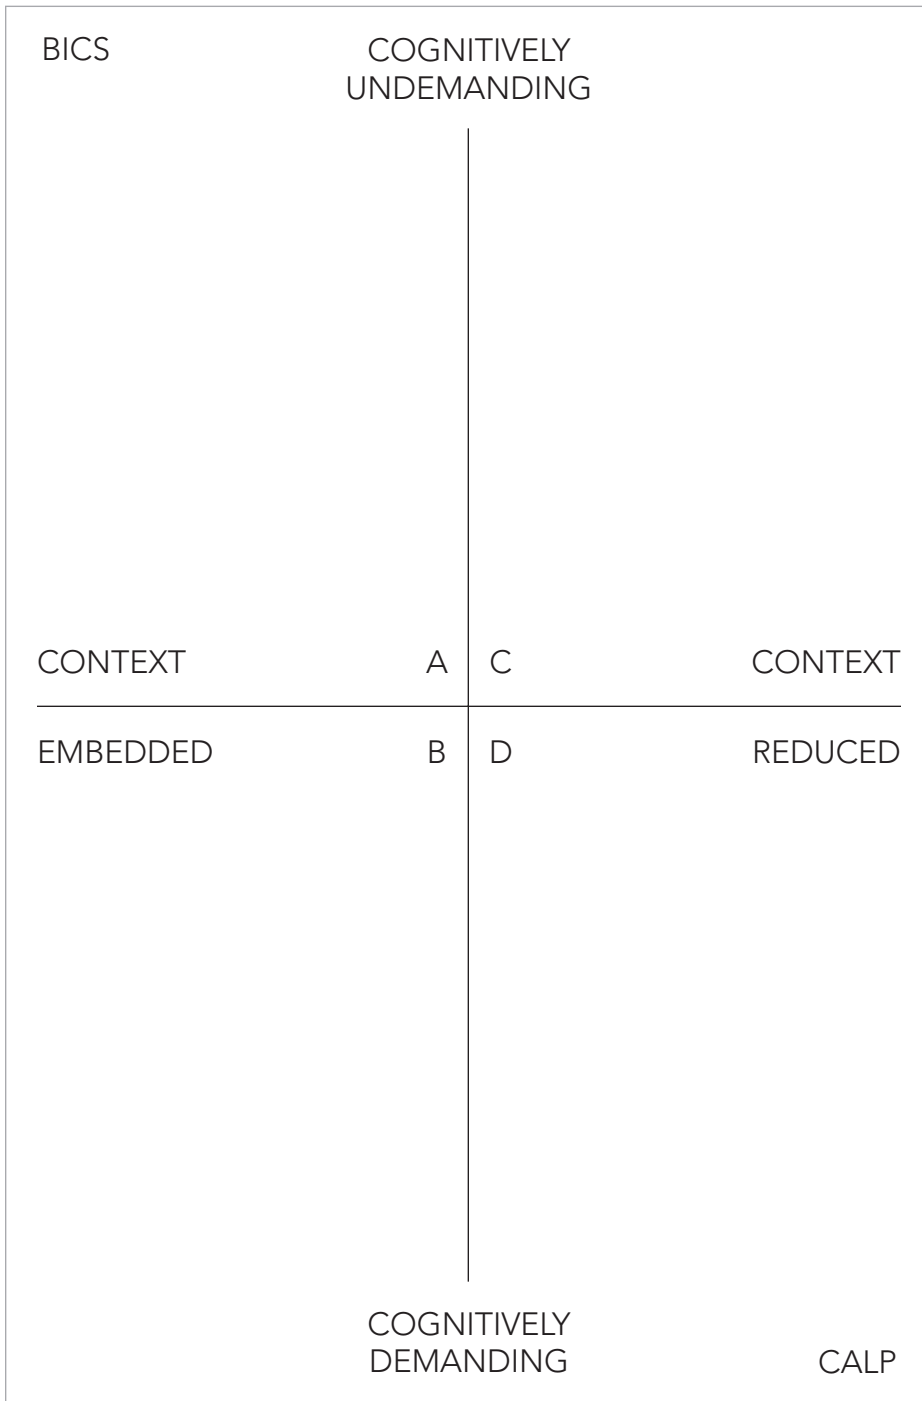 BICS
COGNITIVELY
UNDEMANDING
CONTEXT A C CONTEXT
EMBEDDED B D REDUCED
COGNITIVELY
DEMANDING
CALP